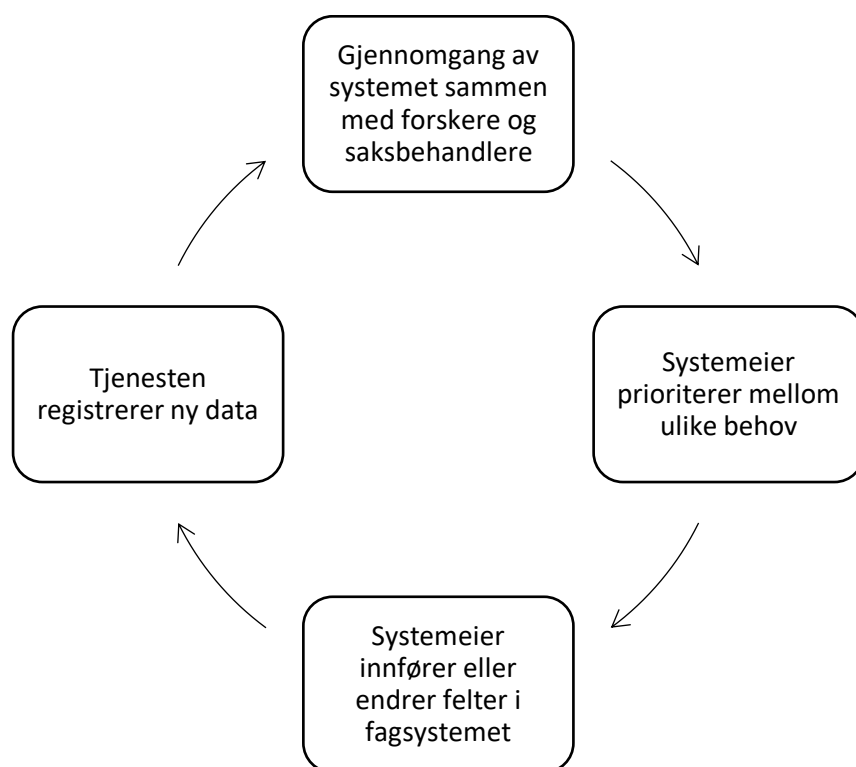 Gjennomgang av
systemet sammen
med forskere og
saksbehandlere
Systemeier
prioriterer mellom
ulike behov
Systemeier
innfører eller
endrer felter i
fagsystemet
Tjenesten
registrerer ny data